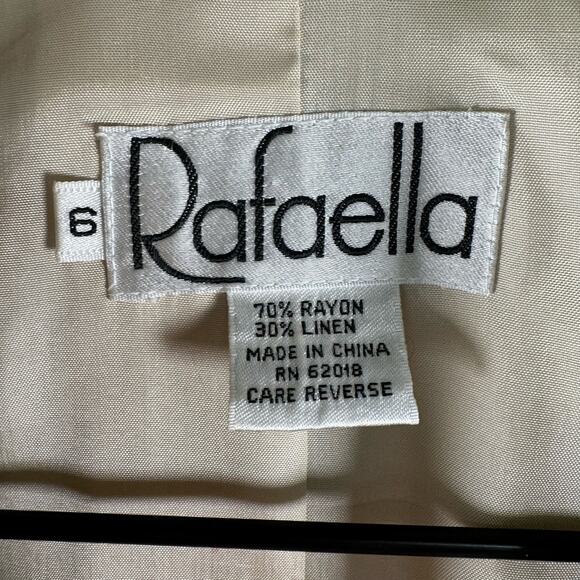 6
Rafaella
70% RAYON
30% LINEN
MADE IN CHINA
RN 62018
CARE REVERSE